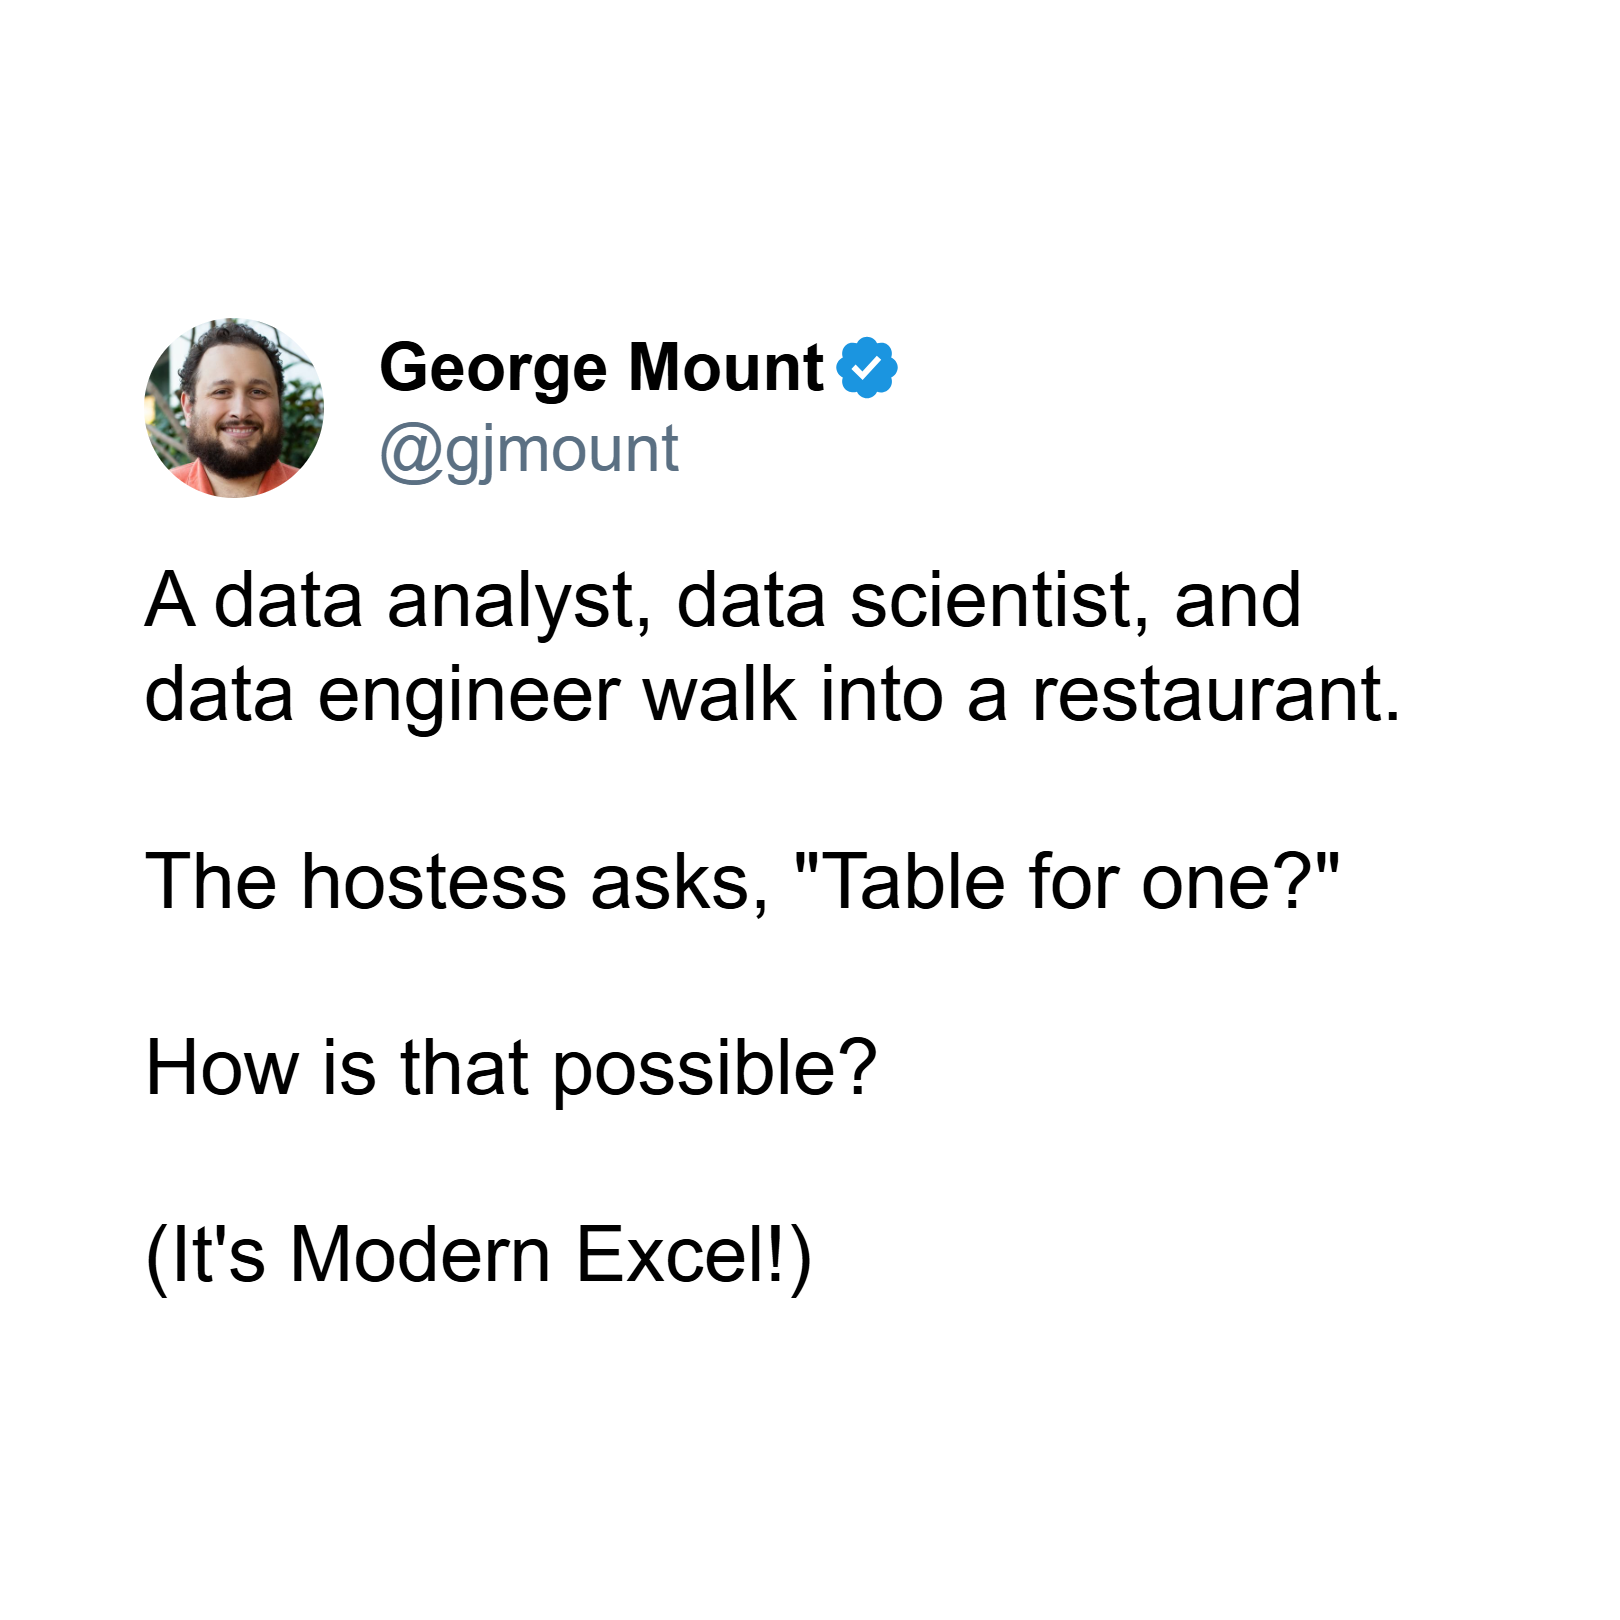 George Mount
@gjmount
A data analyst, data scientist, and
data engineer walk into a restaurant.
The hostess asks, "Table for one?"
How is that possible?
(It's Modern Excel!)